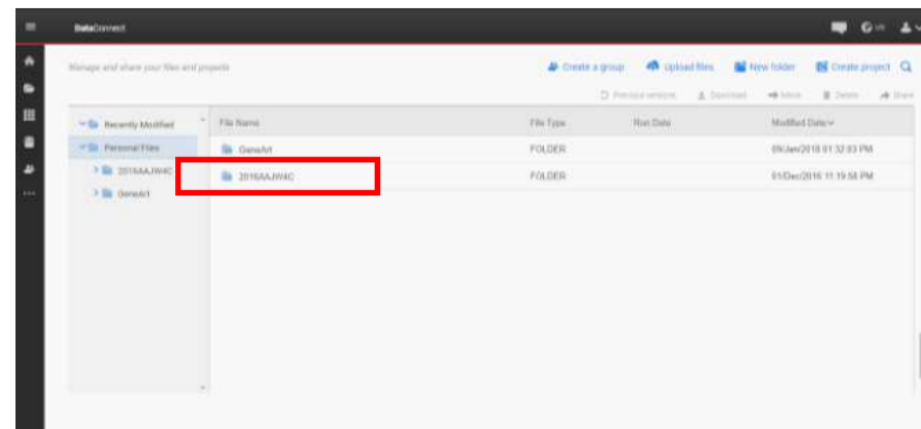 DataConnect
Manage and share your files and projects
Create a group Upload files New folder Create project
Previous versions Download Move Delete Share
Recently Modified
Personal Files
2016AAJW4C
GeneArt
File Name File Type Run Date Modified Date
GeneArt FOLDER 09/Jan/2018 01:32:03 PM
2016AAJW4C FOLDER 01/Dec/2016 11:19:58 PM